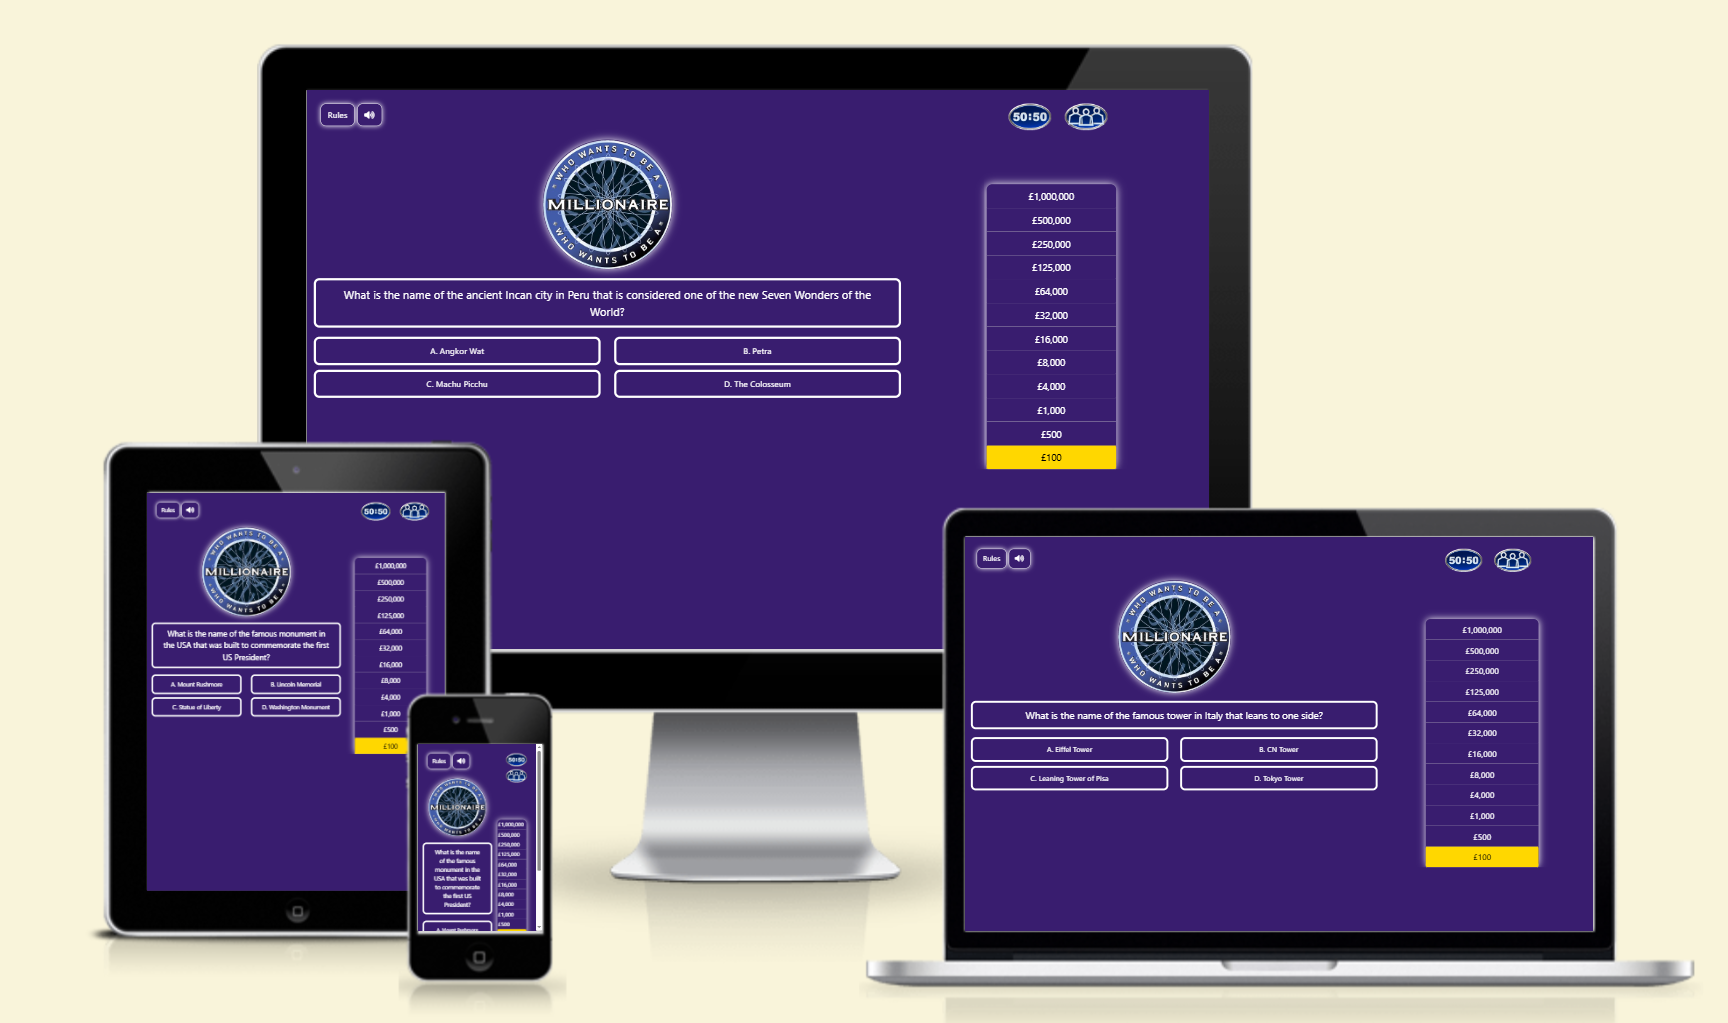 Rules
50:50
WHO WANTS TO BE A
MILLIONAIRE
WHO WANTS TO BE A
What is the name of the ancient Incan city in Peru that is considered one of the new Seven Wonders of the
World?
A. Angkor Wat
B. Petra
C. Machu Picchu
D. The Colosseum
£1,000,000
£500,000
£250,000
£125,000
£64,000
£32,000
£16,000
£8,000
£4,000
£1,000
£500
£100
Rules
50:50
WHO WANTS TO BE A
MILLIONAIRE
WHO WANTS TO BE A
What is the name of the famous monument in
the USA that was built to commemorate the first
US President?
A. Mount Rushmore
B. Lincoln Memorial
C. Statue of Liberty
D. Washington Monument
£1,000,000
£500,000
£250,000
£125,000
£64,000
£32,000
£16,000
£8,000
£4,000
£1,000
£500
£100
Rules
50:50
WHO WANTS TO BE A
MILLIONAIRE
WHO WANTS TO BE A
What is the name
of the famous
monument in the
USA that was built
to commemorate
the first US
President?
A. Mount Rushmore
£1,000,000
£500,000
£250,000
£125,000
£64,000
£32,000
£16,000
£8,000
£4,000
£1,000
£500
Rules
50:50
WHO WANTS TO BE A
MILLIONAIRE
WHO WANTS TO BE A
What is the name of the famous tower in Italy that leans to one side?
A. Eiffel Tower
B. CN Tower
C. Leaning Tower of Pisa
D. Tokyo Tower
£1,000,000
£500,000
£250,000
£125,000
£64,000
£32,000
£16,000
£8,000
£4,000
£1,000
£500
£100